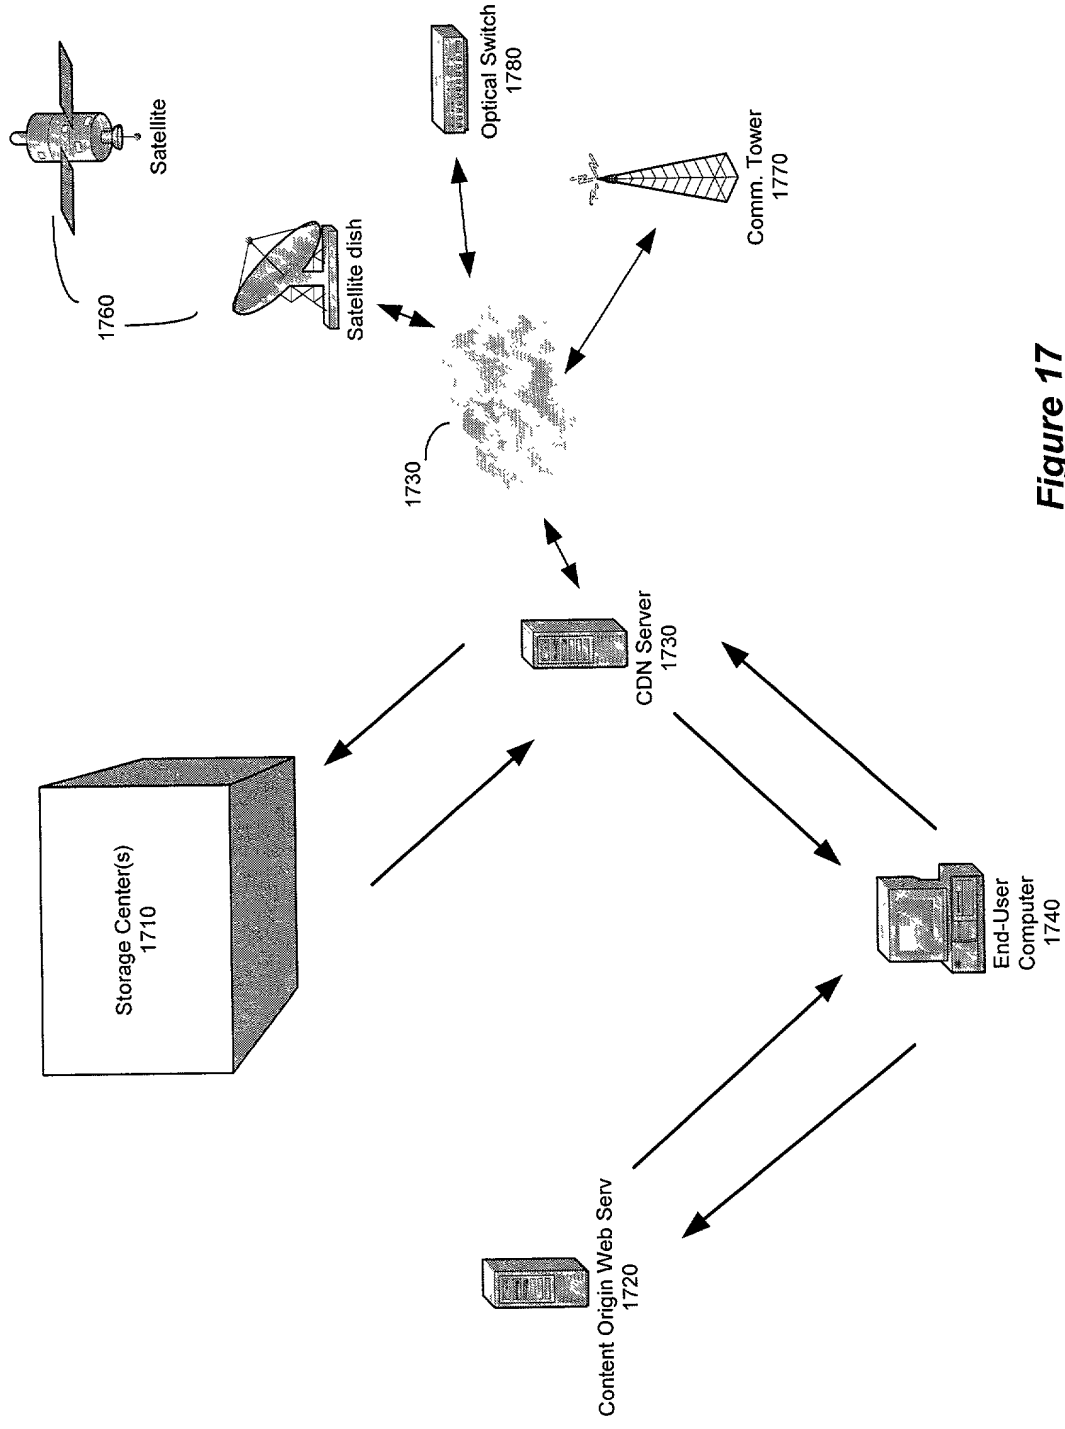 Storage Center(s)
1710
Content Origin Web Serv
1720
End-User
Computer
1740
CDN Server
1730
1730
1760
Satellite
Satellite dish
Optical Switch
1780
Comm. Tower
1770
Figure 17